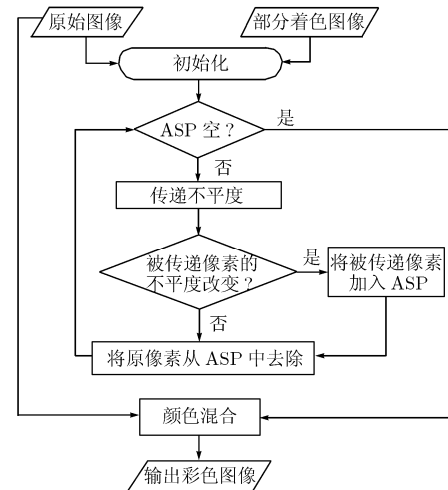 原始图像
部分着色图像
初始化
ASP 空？
是
否
传递不平度
被传递像素的
不平度改变？
是
将被传递像素
加入 ASP
否
将原像素从 ASP 中去除
颜色混合
输出彩色图像